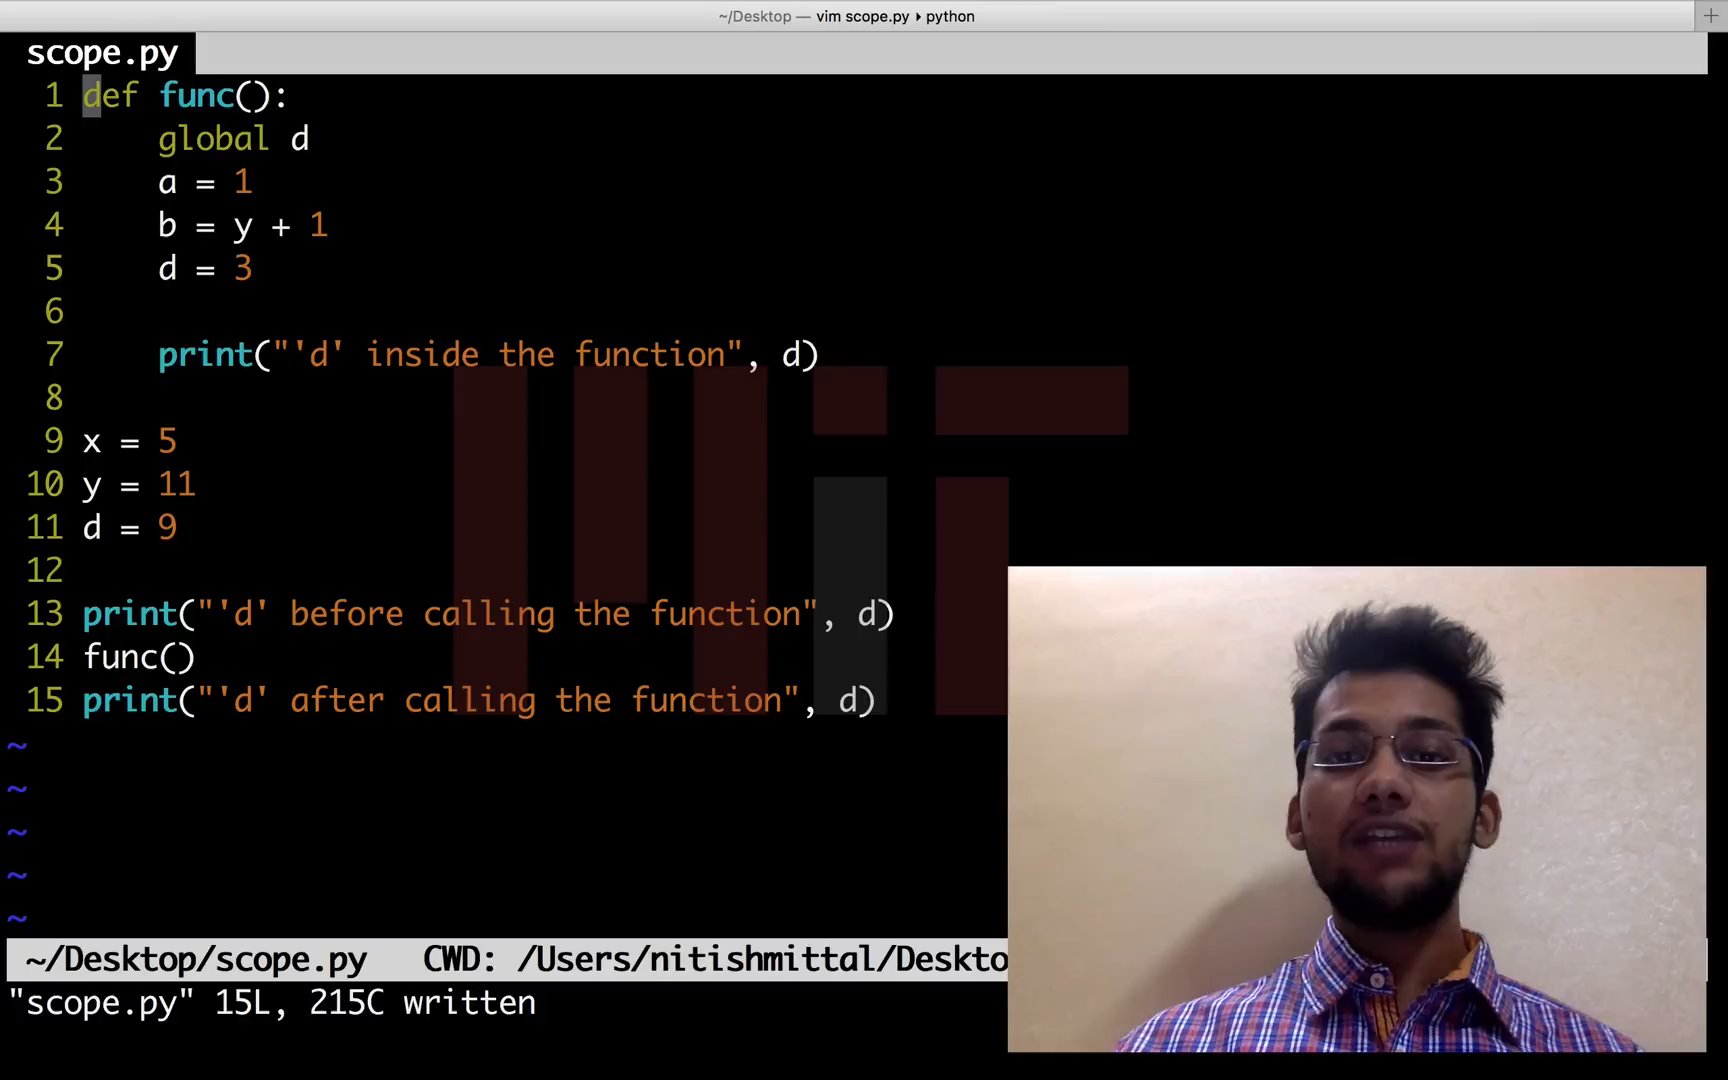 ~/Desktop — vim scope.py ▸ python
scope.py
1 def func():
2     global d
3     a = 1
4     b = y + 1
5     d = 3
6
7     print("'d' inside the function", d)
8
9 x = 5
10 y = 11
11 d = 9
12
13 print("'d' before calling the function", d)
14 func()
15 print("'d' after calling the function", d)
~
~
~
~
~
~/Desktop/scope.py   CWD: /Users/nitishmittal/Deskto
"scope.py" 15L, 215C written